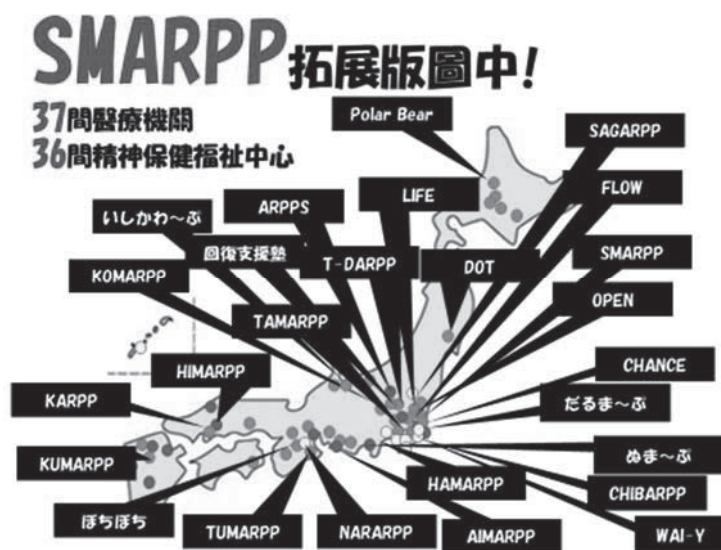 SMARPP拓展版圖中!
37間醫療機關
36間精神保健福祉中心
Polar Bear
SAGARPP
LIFE
FLOW
ARPPS
いしかわ〜ぷ
回復支援塾
T-DARPP
DOT
SMARPP
KOMARPP
OPEN
TAMARPP
CHANCE
HIMARPP
だるま〜ぷ
KARPP
ぬま〜ぷ
KUMARPP
HAMARPP
CHIBARPP
ぼちぼち
TUMARPP
NARARPP
AIMARPP
WAI-Y